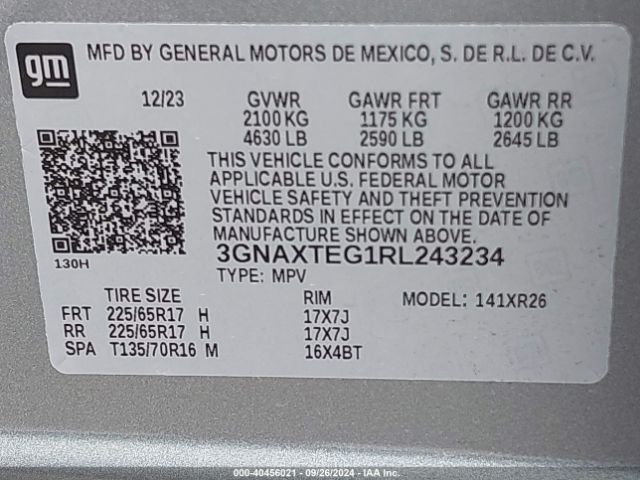 gm
MFD BY GENERAL MOTORS DE MEXICO, S. DE R.L. DE C.V.
12/23 GVWR GAWR FRT GAWR RR
2100 KG 1175 KG 1200 KG
4630 LB 2590 LB 2645 LB
THIS VEHICLE CONFORMS TO ALL
APPLICABLE U.S. FEDERAL MOTOR
VEHICLE SAFETY AND THEFT PREVENTION
STANDARDS IN EFFECT ON THE DATE OF
MANUFACTURE SHOWN ABOVE.
130H
3GNAXTEG1RL243234
TYPE: MPV
TIRE SIZE RIM MODEL: 141XR26
FRT 225/65R17 H 17X7J
RR 225/65R17 H 17X7J
SPA T135/70R16 M 16X4BT
000-40456021 | 09/26/2024 | IAA Inc.